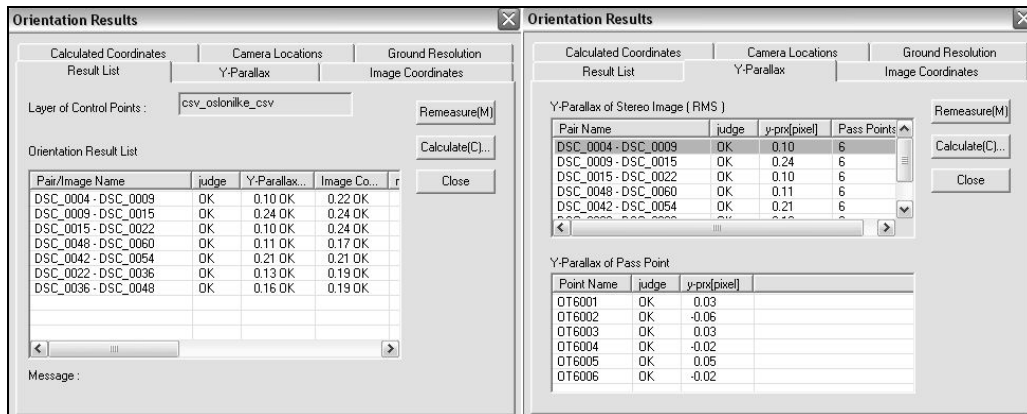 Orientation Results
Calculated Coordinates Camera Locations Ground Resolution
Result List Y-Parallax Image Coordinates
Layer of Control Points : csv_oslonilke_csv
Remeasure(M)
Calculate(C)...
Close
Orientation Result List
Pair/Image Name judge Y-Parallax... Image Co...
DSC_0004 - DSC_0009 OK 0.10 OK 0.22 OK
DSC_0009 - DSC_0015 OK 0.24 OK 0.24 OK
DSC_0015 - DSC_0022 OK 0.10 OK 0.24 OK
DSC_0048 - DSC_0060 OK 0.11 OK 0.17 OK
DSC_0042 - DSC_0054 OK 0.21 OK 0.21 OK
DSC_0022 - DSC_0036 OK 0.13 OK 0.19 OK
DSC_0036 - DSC_0048 OK 0.16 OK 0.19 OK
Message :
Orientation Results
Calculated Coordinates Camera Locations Ground Resolution
Result List Y-Parallax Image Coordinates
Y-Parallax of Stereo Image ( RMS )
Remeasure(M)
Calculate(C)...
Close
Pair Name judge y-prx[pixel] Pass Points
DSC_0004 - DSC_0009 OK 0.10 6
DSC_0009 - DSC_0015 OK 0.24 6
DSC_0015 - DSC_0022 OK 0.10 6
DSC_0048 - DSC_0060 OK 0.11 6
DSC_0042 - DSC_0054 OK 0.21 6
Y-Parallax of Pass Point
Point Name judge y-prx[pixel]
OT6001 OK 0.03
OT6002 OK -0.06
OT6003 OK 0.03
OT6004 OK -0.02
OT6005 OK 0.05
OT6006 OK -0.02